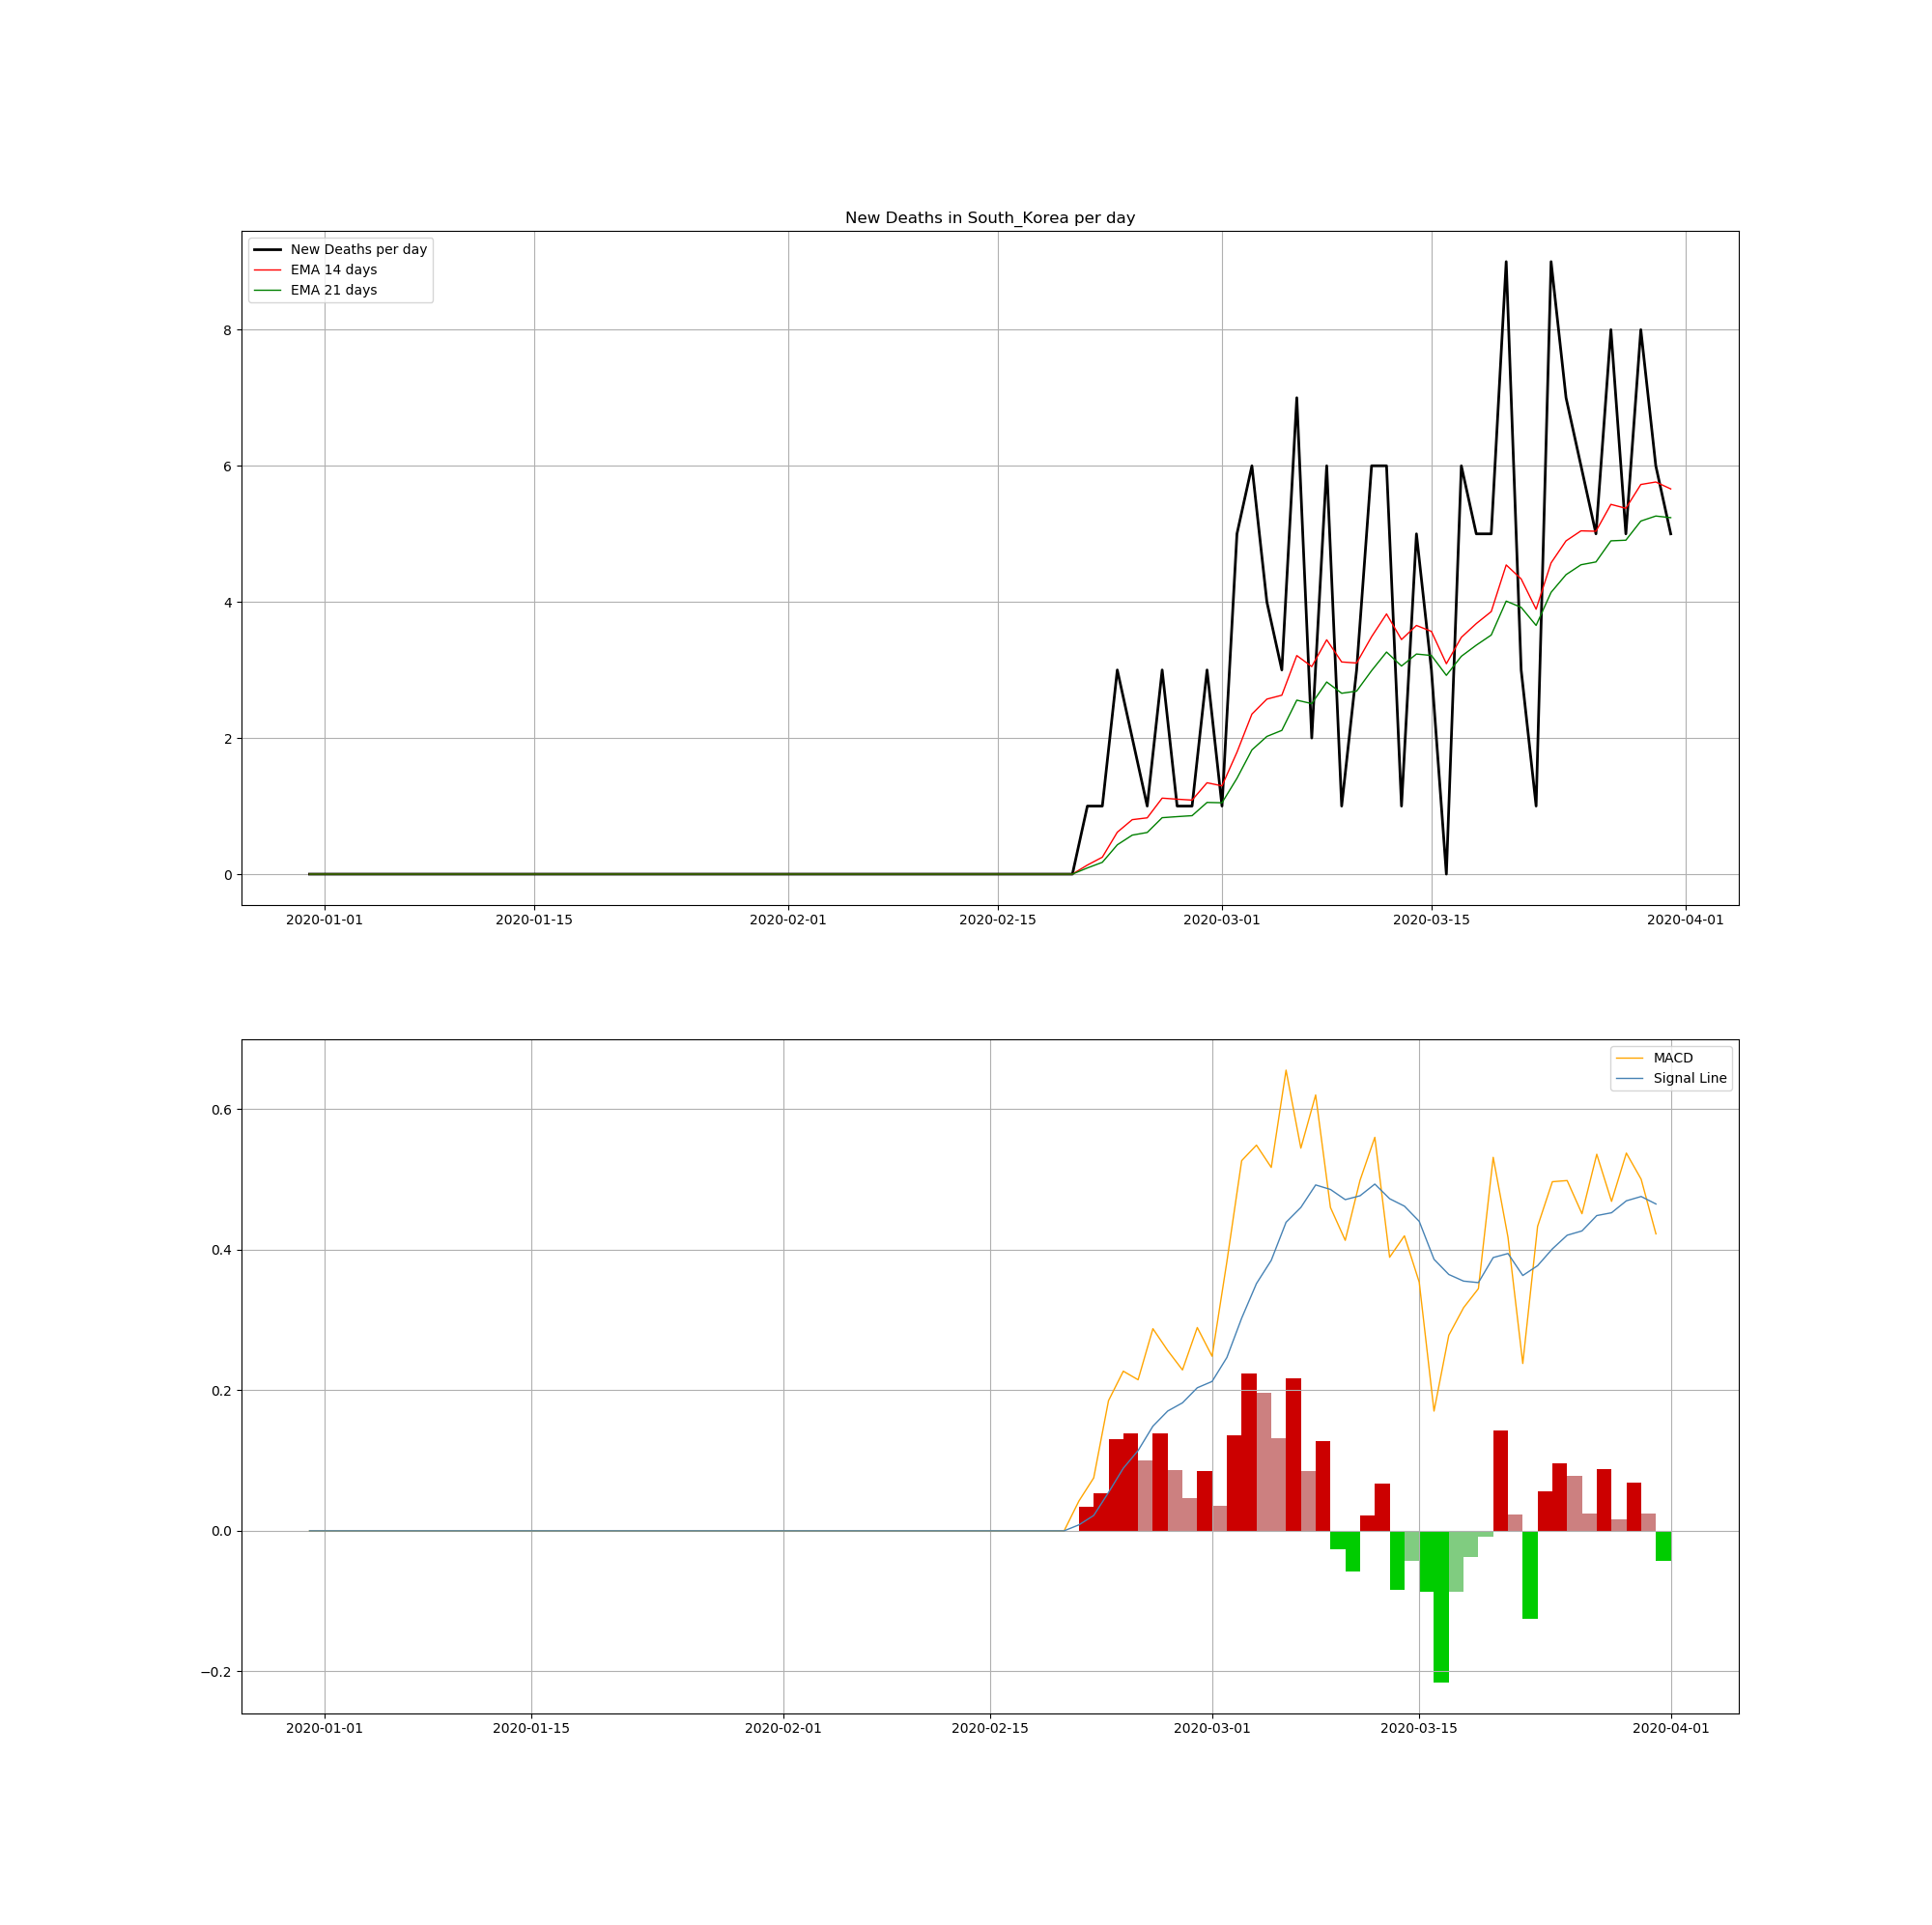 New Deaths in South_Korea per day
New Deaths per day
EMA 14 days
EMA 21 days
8
6
4
2
0
2020-01-01 2020-01-15 2020-02-01 2020-02-15 2020-03-01 2020-03-15 2020-04-01
MACD
Signal Line
0.6
0.4
0.2
0.0
−0.2
2020-01-01 2020-01-15 2020-02-01 2020-02-15 2020-03-01 2020-03-15 2020-04-01